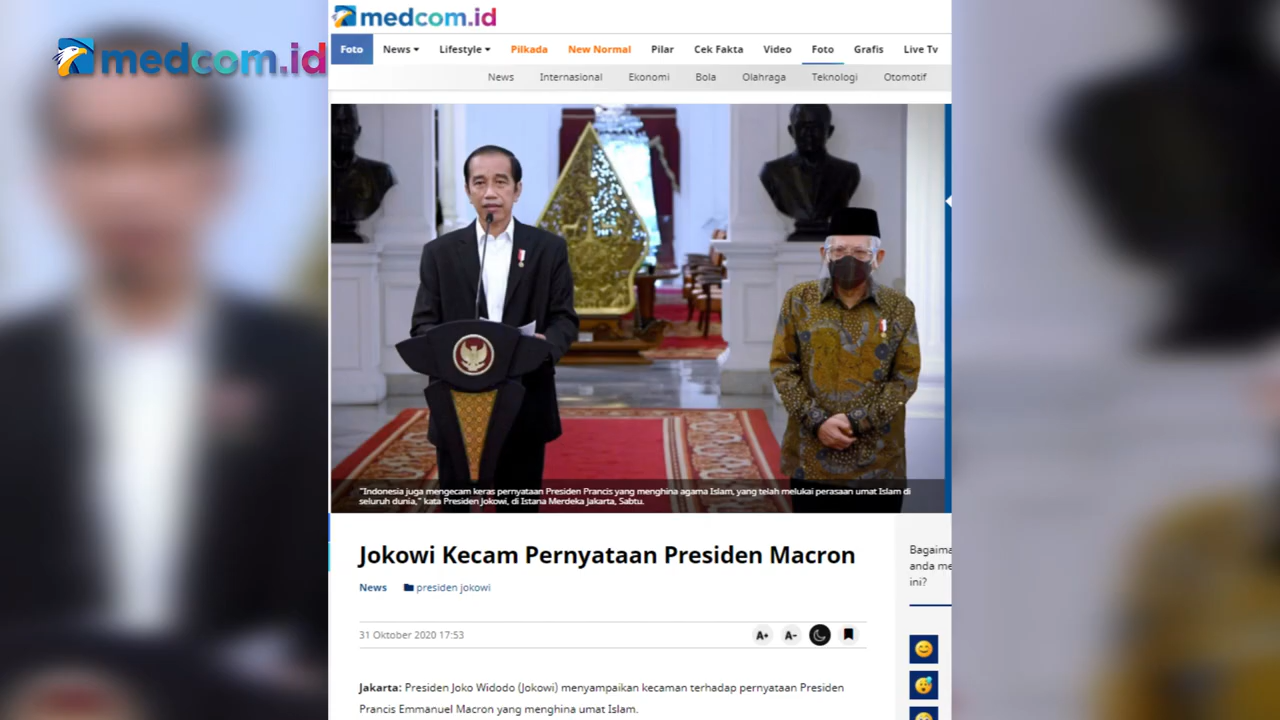 medcom.id
medcom.id
Foto News Lifestyle Pilkada New Normal Pilar Cek Fakta Video Foto Grafis Live Tv
News Internasional Ekonomi Bola Olahraga Teknologi Otomotif
"Indonesia juga mengecam keras pernyataan Presiden Prancis yang menghina agama Islam, yang telah melukai perasaan umat Islam di
seluruh dunia," kata Presiden Jokowi, di Istana Merdeka Jakarta, Sabtu.
Jokowi Kecam Pernyataan Presiden Macron
News presiden jokowi
31 Oktober 2020 17:53
A+ A-
Jakarta: Presiden Joko Widodo (Jokowi) menyampaikan kecaman terhadap pernyataan Presiden
Prancis Emmanuel Macron yang menghina umat Islam.
Bagaima
anda me
ini?